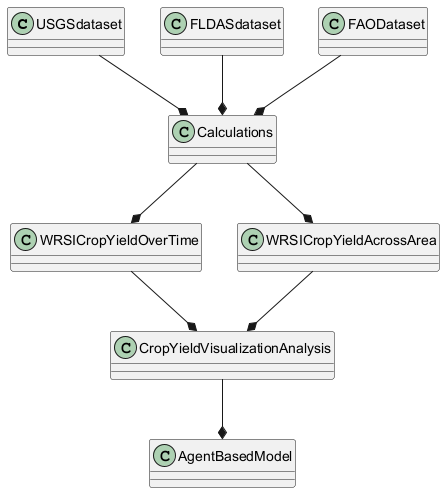 C USGSdataset
C FLDASdataset
C FAODataset
C Calculations
C WRSICropYieldOverTime
C WRSICropYieldAcrossArea
C CropYieldVisualizationAnalysis
C AgentBasedModel